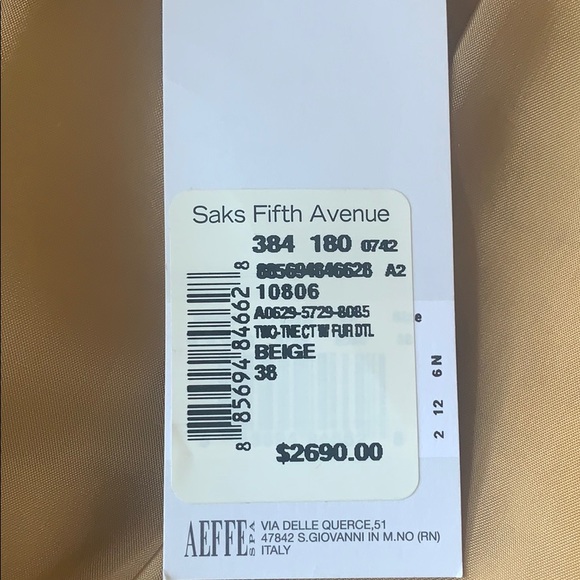 Saks Fifth Avenue
384 180 0742
885694846628 A2
10806
A0629-5729-8085
TWO-TNE CT W FUR DTL
BEIGE
38
$2690.00
8 85694 84662 8
e
2 12 6N
AEFFE SPA
VIA DELLE QUERCE,51
47842 S.GIOVANNI IN M.NO (RN)
ITALY